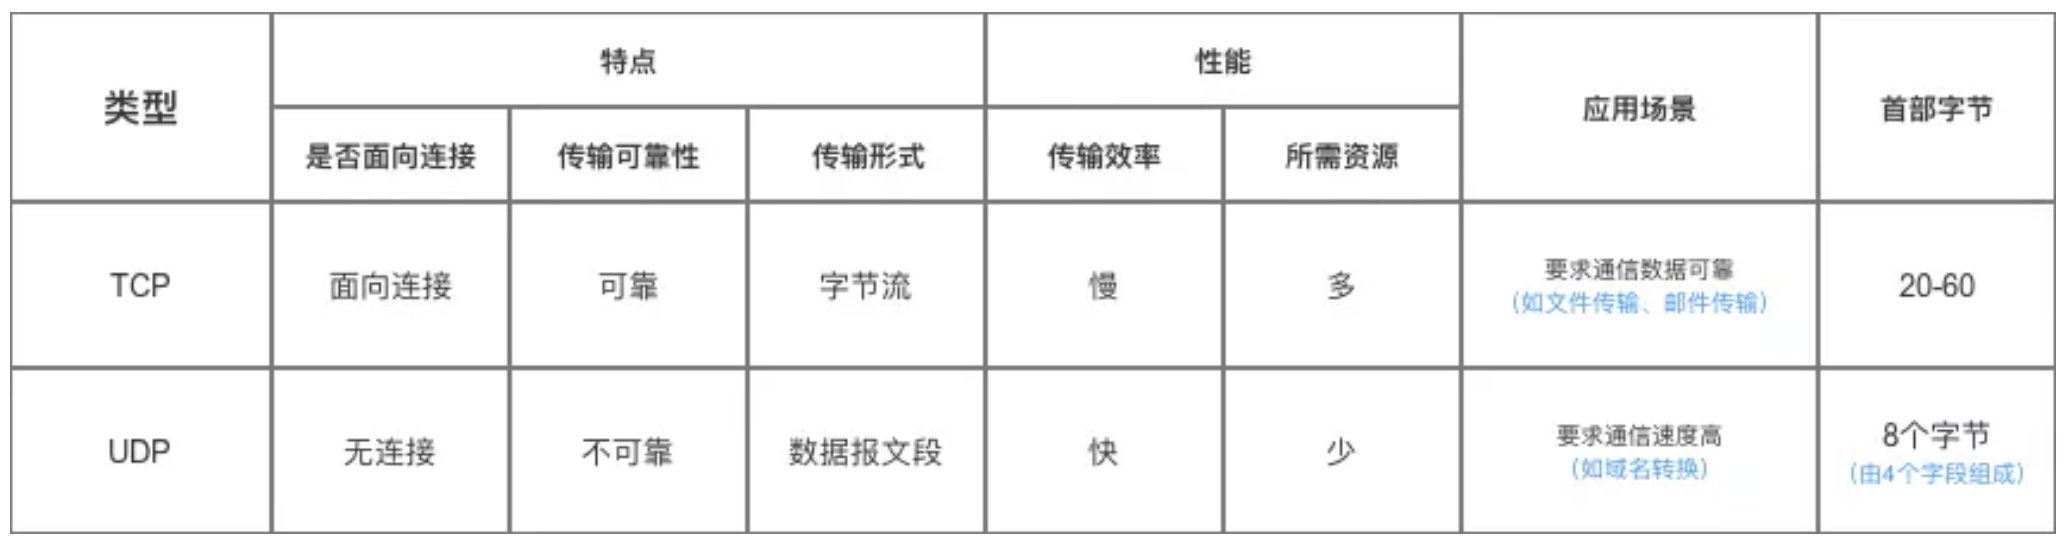 类型
特点
性能
应用场景
首部字节
是否面向连接
传输可靠性
传输形式
传输效率
所需资源
TCP
面向连接
可靠
字节流
慢
多
要求通信数据可靠
（如文件传输、邮件传输）
20-60
UDP
无连接
不可靠
数据报文段
快
少
要求通信速度高
（如域名转换）
8个字节
（由4个字段组成）